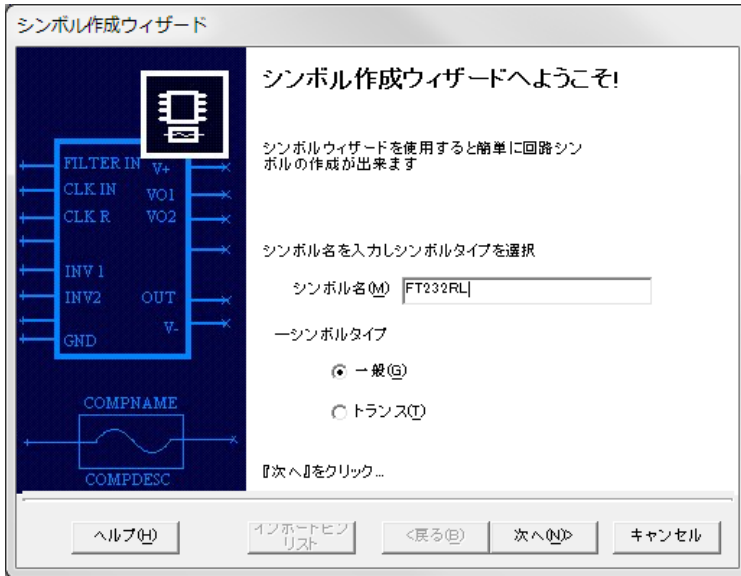 シンボル作成ウィザード
シンボル作成ウィザードへようこそ!
シンボルウィザードを使用すると簡単に回路シン
ボルの作成が出来ます
シンボル名を入力しシンボルタイプを選択
シンボル名(M) FT232RL
シンボルタイプ
一般(G)
トランス(T)
『次へ』をクリック...
FILTER IN V+
CLK IN VO1
CLK R VO2
INV 1
INV2 OUT
V-
GND
COMPNAME
COMPDESC
ヘルプ(H)
インポートピン
リスト
<戻る(B)
次へ(N)>
キャンセル